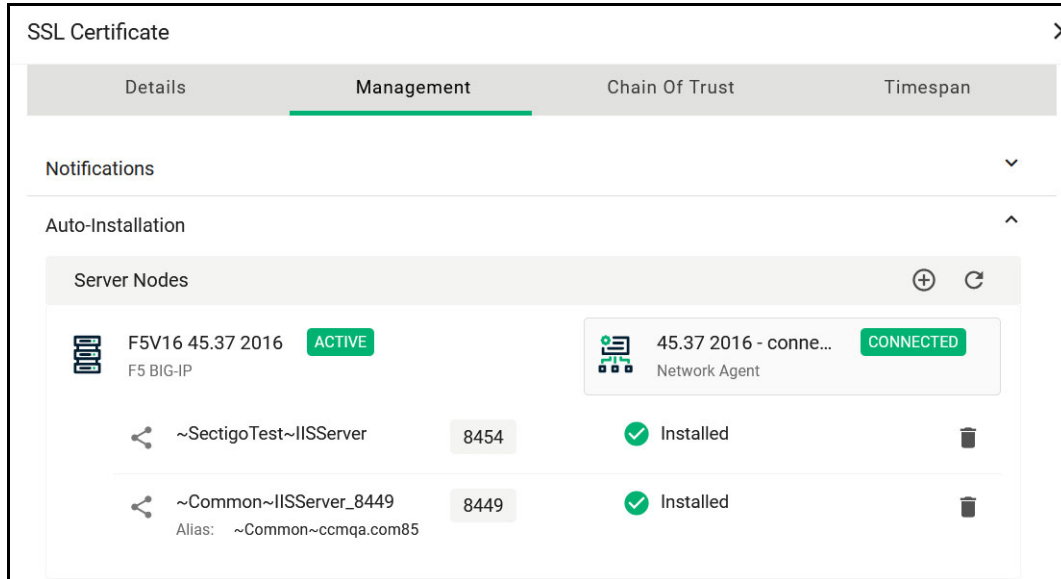 SSL Certificate
Details Management Chain Of Trust Timespan
Notifications
Auto-Installation
Server Nodes
F5V16 45.37 2016 ACTIVE 45.37 2016 - conne... CONNECTED
F5 BIG-IP Network Agent
~SectigoTest~IISServer 8454 Installed
~Common~IISServer_8449 8449 Installed
Alias: ~Common~ccmqa.com85